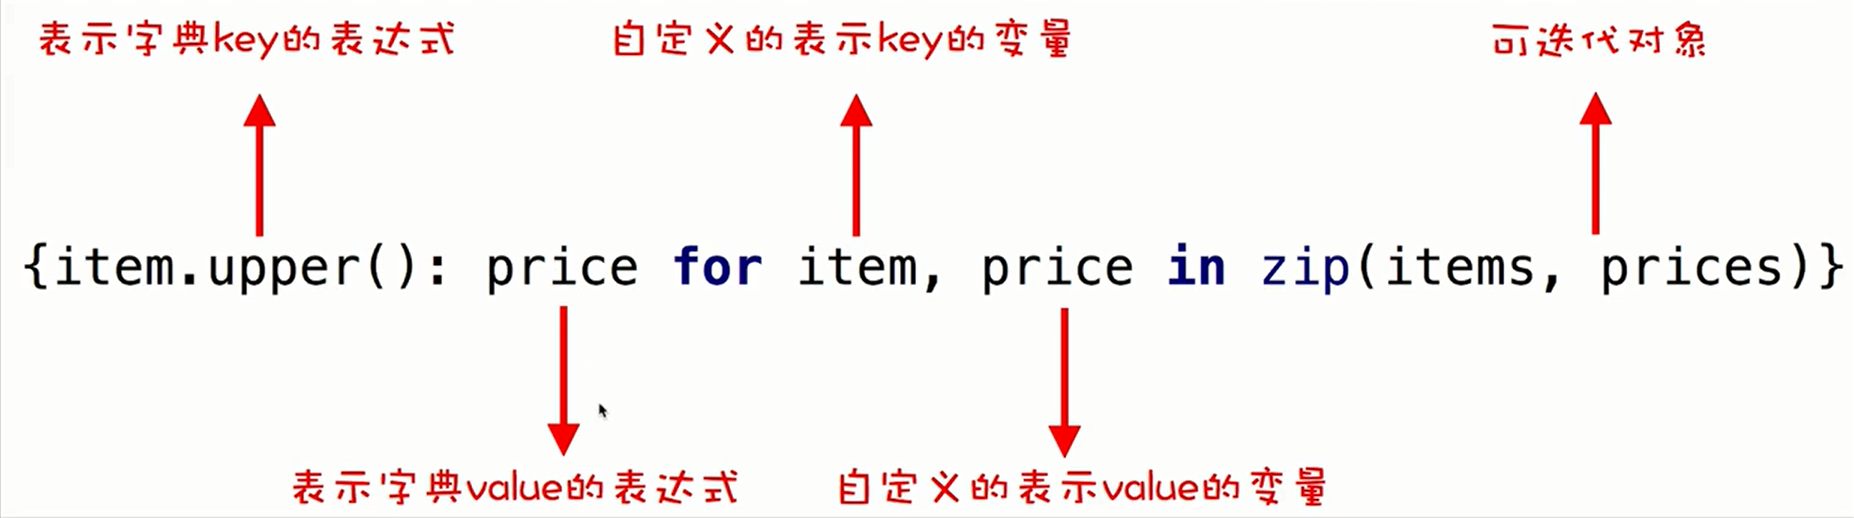 表示字典key的表达式
自定义的表示key的变量
可迭代对象
{item.upper(): price for item, price in zip(items, prices)}
表示字典value的表达式
自定义的表示value的变量